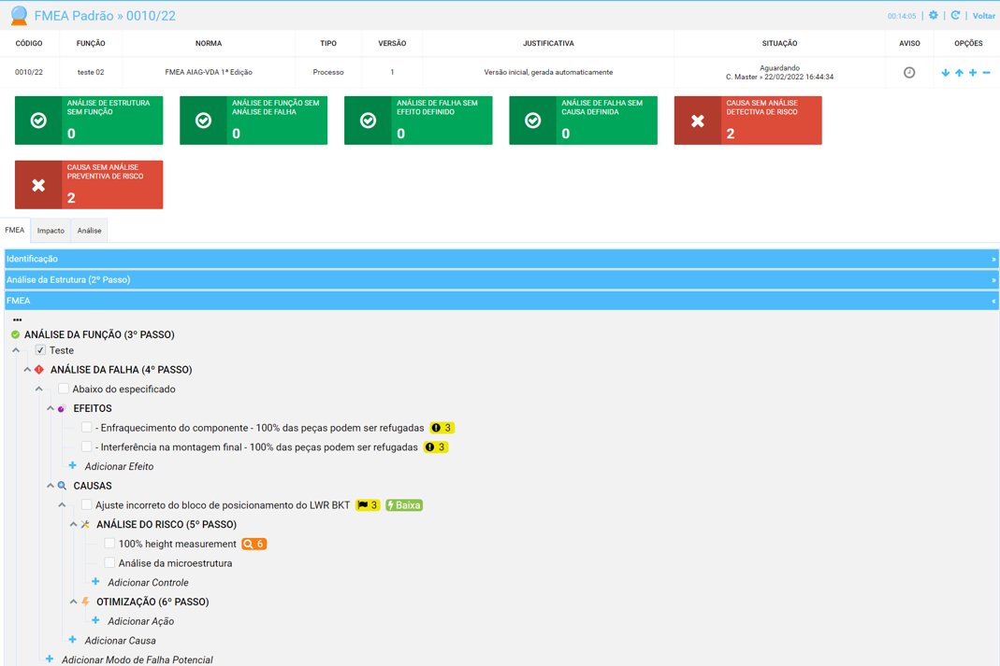 FMEA Padrão » 0010/22
00:14:05 | | | Voltar
CÓDIGO FUNÇÃO NORMA TIPO VERSÃO JUSTIFICATIVA SITUAÇÃO AVISO OPÇÕES
0010/22 teste 02 FMEA AIAG-VDA 1ª Edição Processo 1 Versão inicial, gerada automaticamente Aguardando
C. Master » 22/02/2022 16:44:34
ANÁLISE DE ESTRUTURA
SEM FUNÇÃO
0
ANÁLISE DE FUNÇÃO SEM
ANÁLISE DE FALHA
0
ANÁLISE DE FALHA SEM
EFEITO DEFINIDO
0
ANÁLISE DE FALHA SEM
CAUSA DEFINIDA
0
CAUSA SEM ANÁLISE
DETECTIVA DE RISCO
2
CAUSA SEM ANÁLISE
PREVENTIVA DE RISCO
2
FMEA Impacto Análise
Identificação »
Análise da Estrutura (2º Passo) »
FMEA «
ANÁLISE DA FUNÇÃO (3º PASSO)
Teste
ANÁLISE DA FALHA (4º PASSO)
Abaixo do especificado
EFEITOS
- Enfraquecimento do componente - 100% das peças podem ser refugadas 3
- Interferência na montagem final - 100% das peças podem ser refugadas 3
Adicionar Efeito
CAUSAS
Ajuste incorreto do bloco de posicionamento do LWR BKT 3 Baixa
ANÁLISE DO RISCO (5º PASSO)
100% height measurement 6
Análise da microestrutura
Adicionar Controle
OTIMIZAÇÃO (6º PASSO)
Adicionar Ação
Adicionar Causa
Adicionar Modo de Falha Potencial